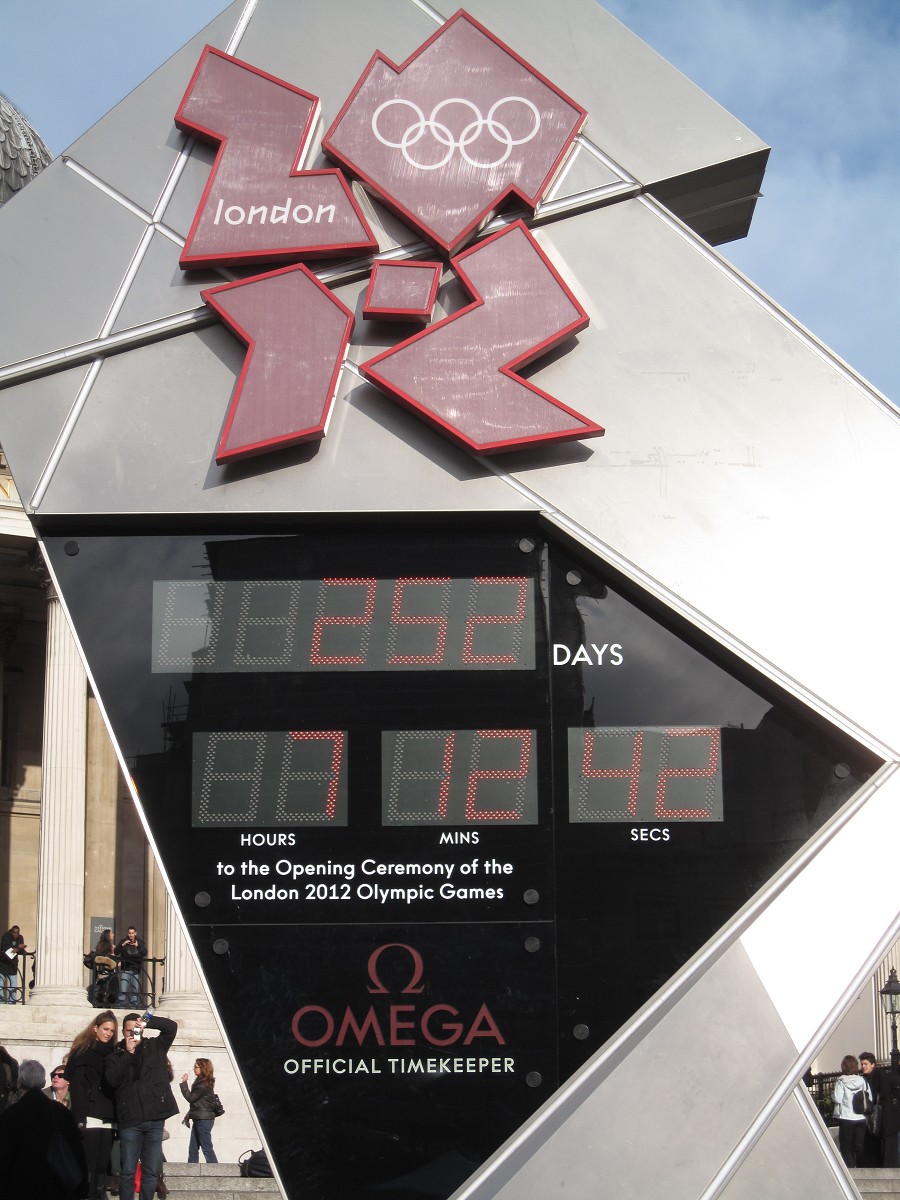 london
252 DAYS
7 12 42
HOURS MINS SECS
to the Opening Ceremony of the
London 2012 Olympic Games
Ω
OMEGA
OFFICIAL TIMEKEEPER